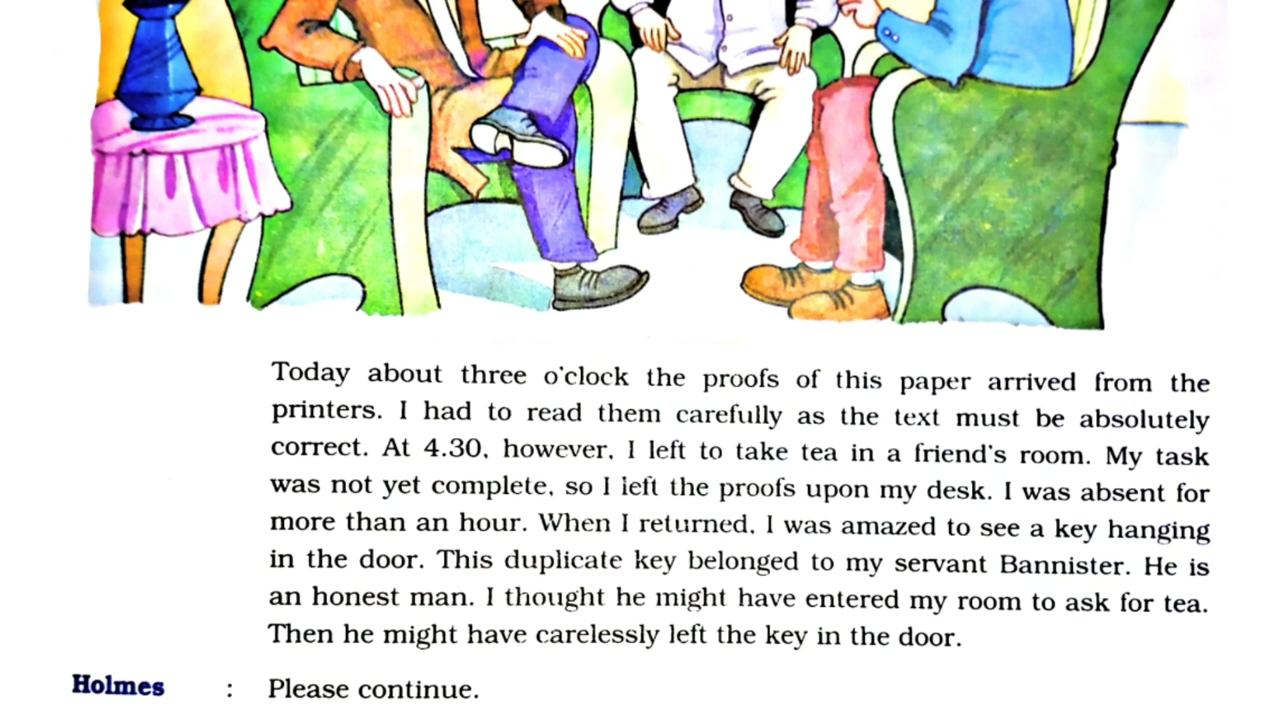 Today about three o'clock the proofs of this paper arrived from the
printers. I had to read them carefully as the text must be absolutely
correct. At 4.30, however, I left to take tea in a friend's room. My task
was not yet complete, so I left the proofs upon my desk. I was absent for
more than an hour. When I returned, I was amazed to see a key hanging
in the door. This duplicate key belonged to my servant Bannister. He is
an honest man. I thought he might have entered my room to ask for tea.
Then he might have carelessly left the key in the door.
Holmes : Please continue.